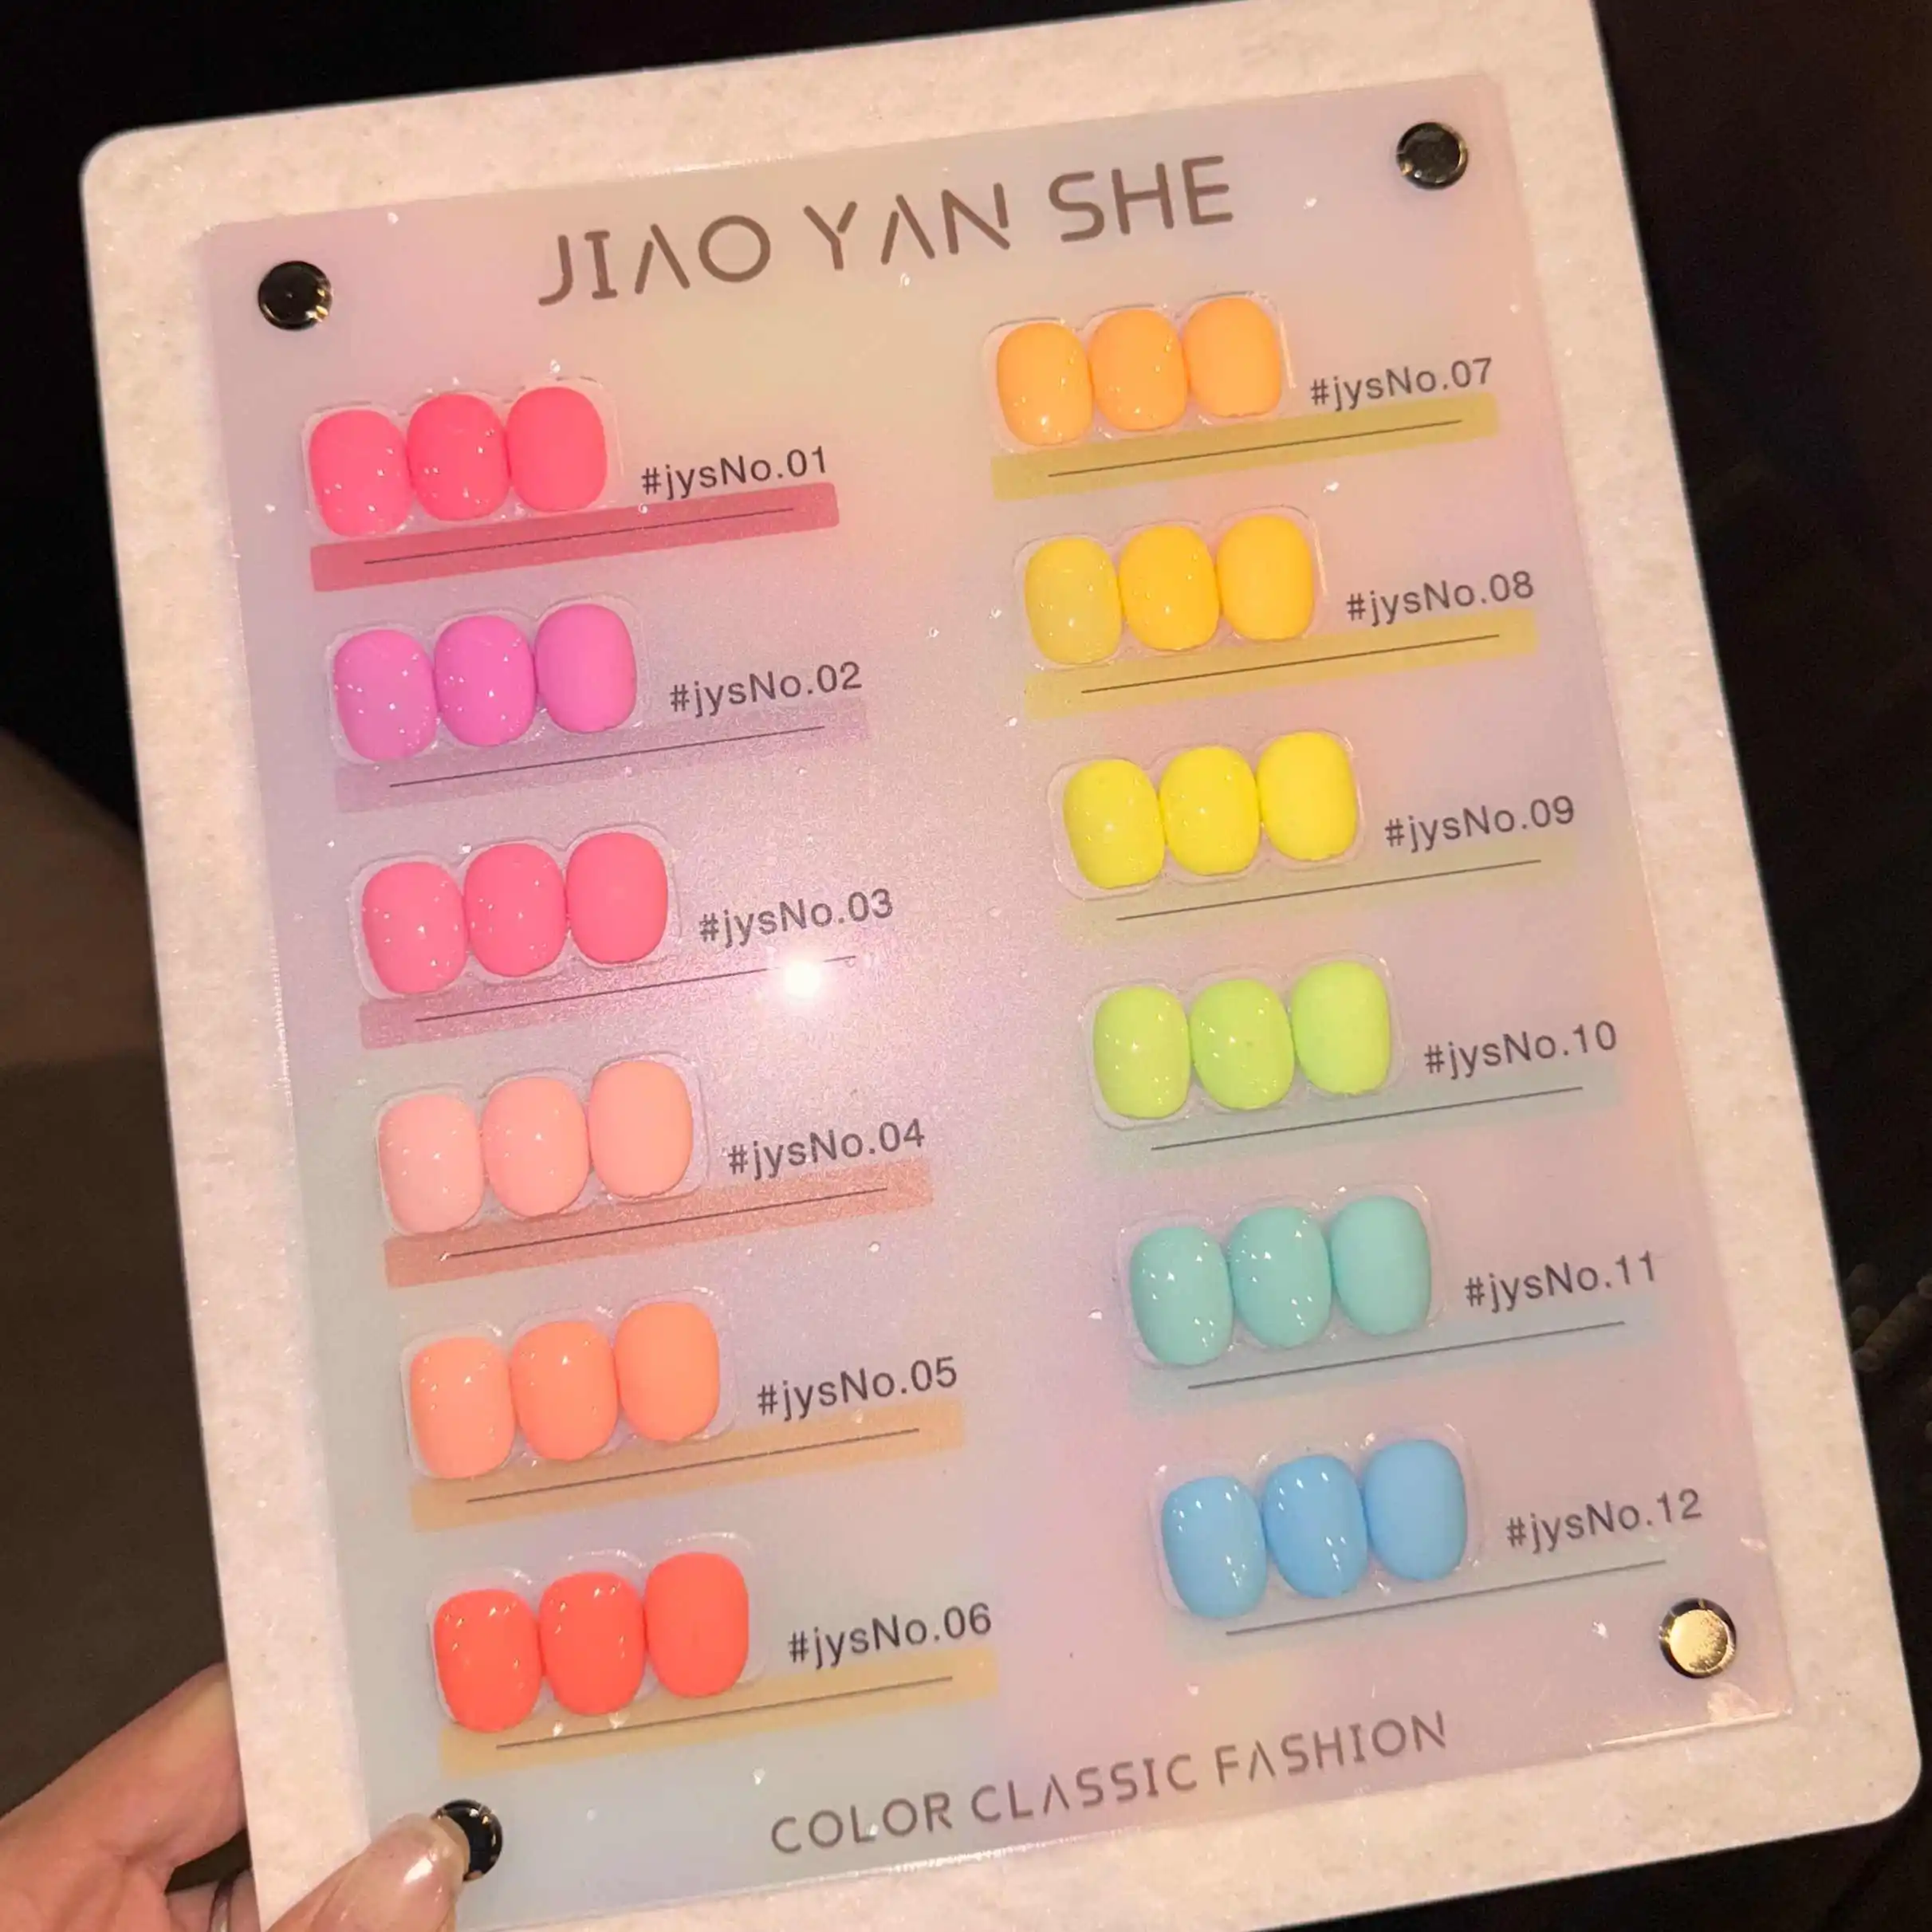 JIAO YAN SHE
#jysNo.01
#jysNo.02
#jysNo.03
#jysNo.04
#jysNo.05
#jysNo.06
#jysNo.07
#jysNo.08
#jysNo.09
#jysNo.10
#jysNo.11
#jysNo.12
COLOR CLASSIC FASHION